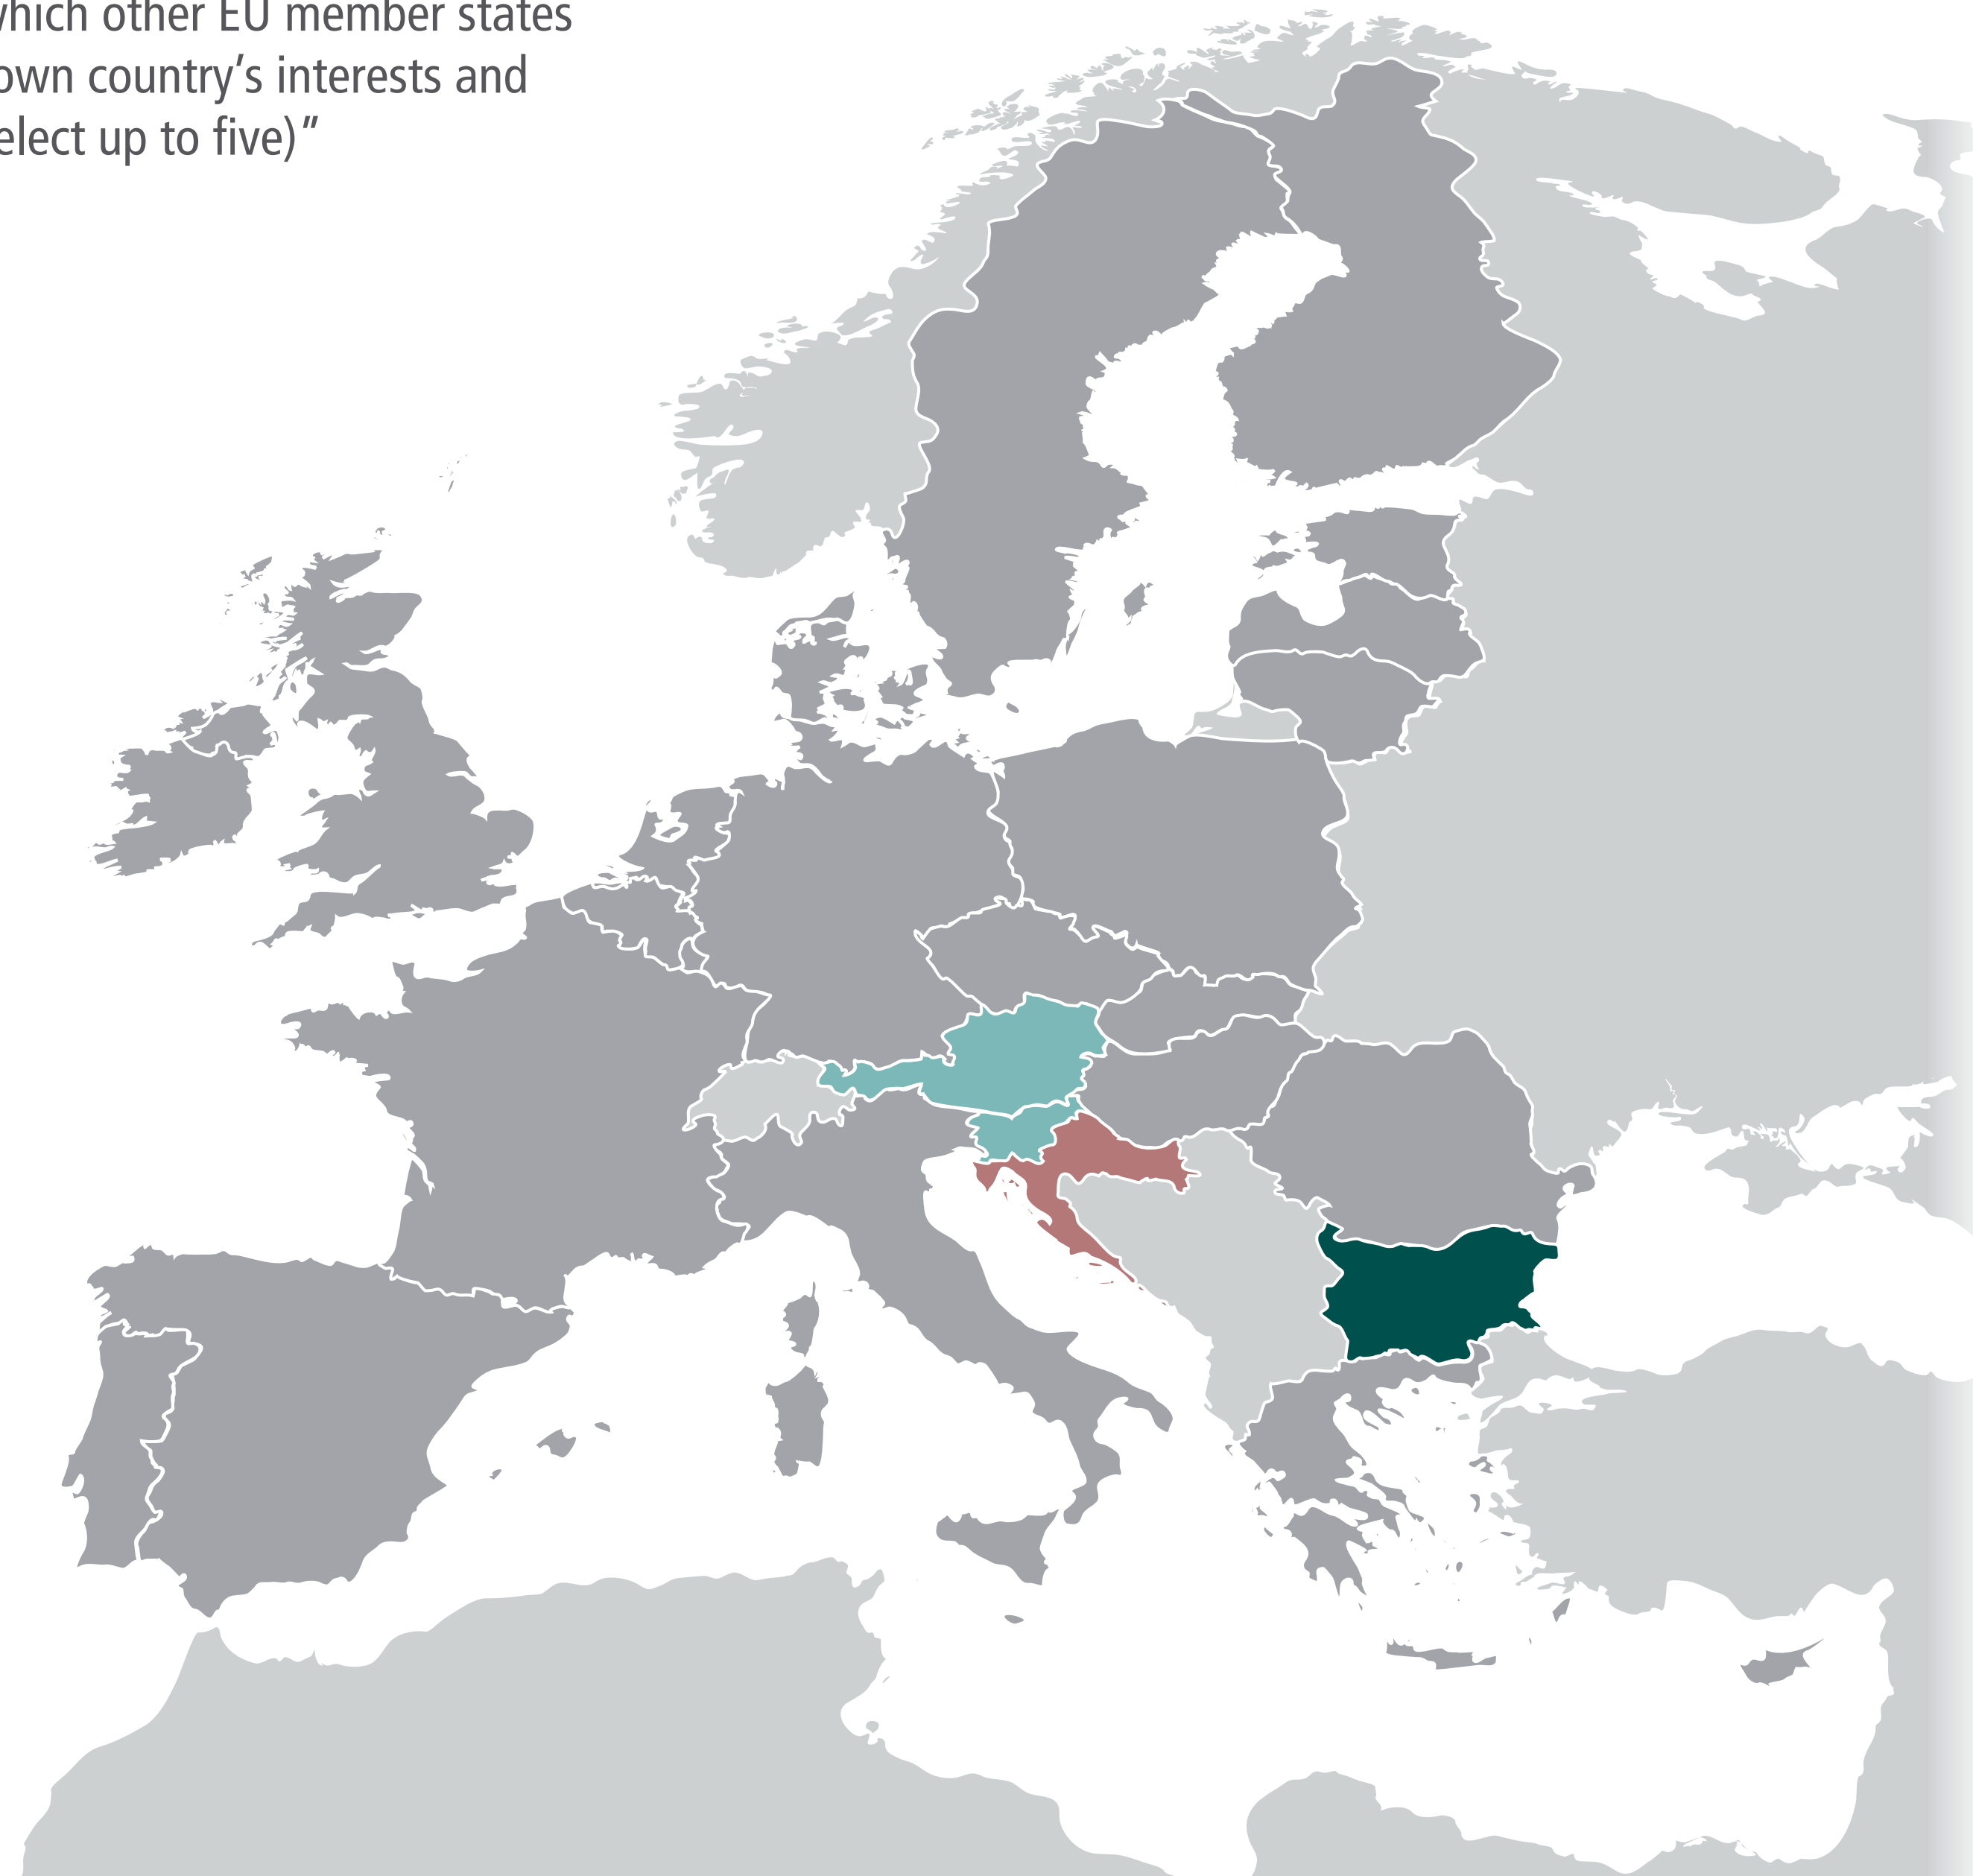 which other EU member states
own country's interests and
elect up to five)”